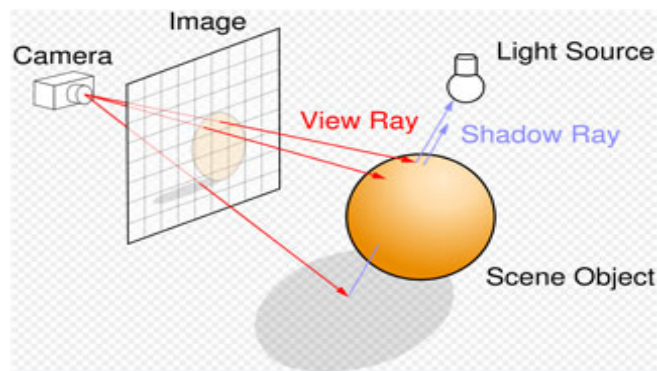 Image
Camera
Light Source
View Ray
Shadow Ray
Scene Object